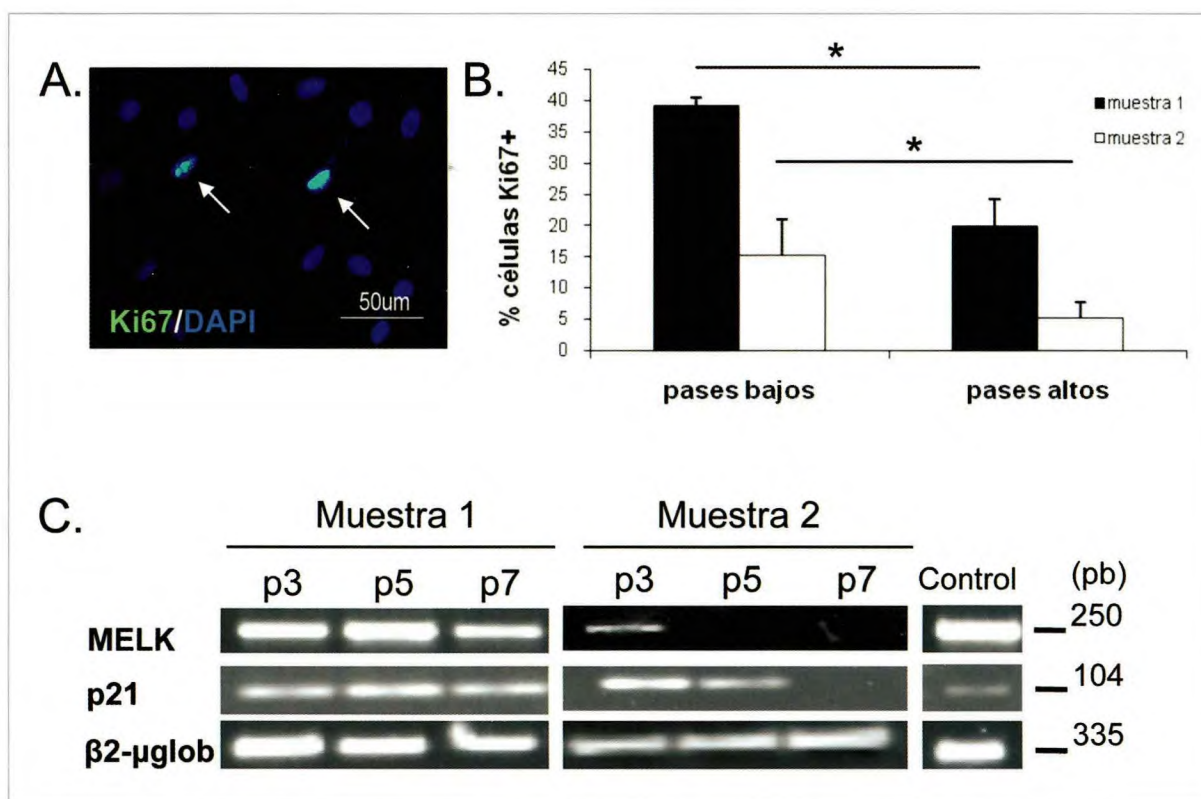 A.
Ki67/DAPI
50um
B.
% células Ki67+
45
40
35
30
25
20
15
10
5
0
*
*
muestra 1
muestra 2
pases bajos
pases altos
C.
Muestra 1
Muestra 2
p3
p5
p7
p3
p5
p7
Control
(pb)
MELK
250
p21
104
β2-µglob
335